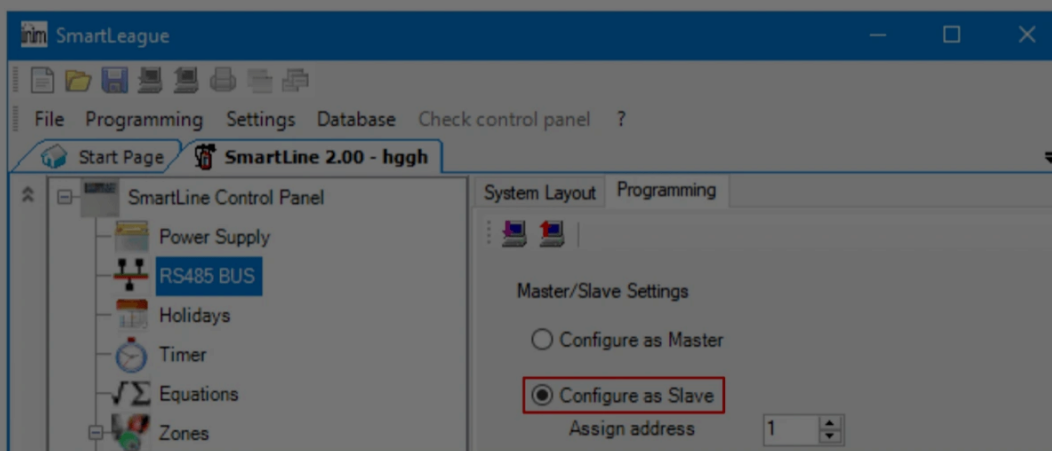 inim SmartLeague
File Programming Settings Database Check control panel ?
Start Page SmartLine 2.00 - hggh
SmartLine Control Panel
Power Supply
RS485 BUS
Holidays
Timer
Equations
Zones
System Layout Programming
Master/Slave Settings
Configure as Master
Configure as Slave
Assign address 1